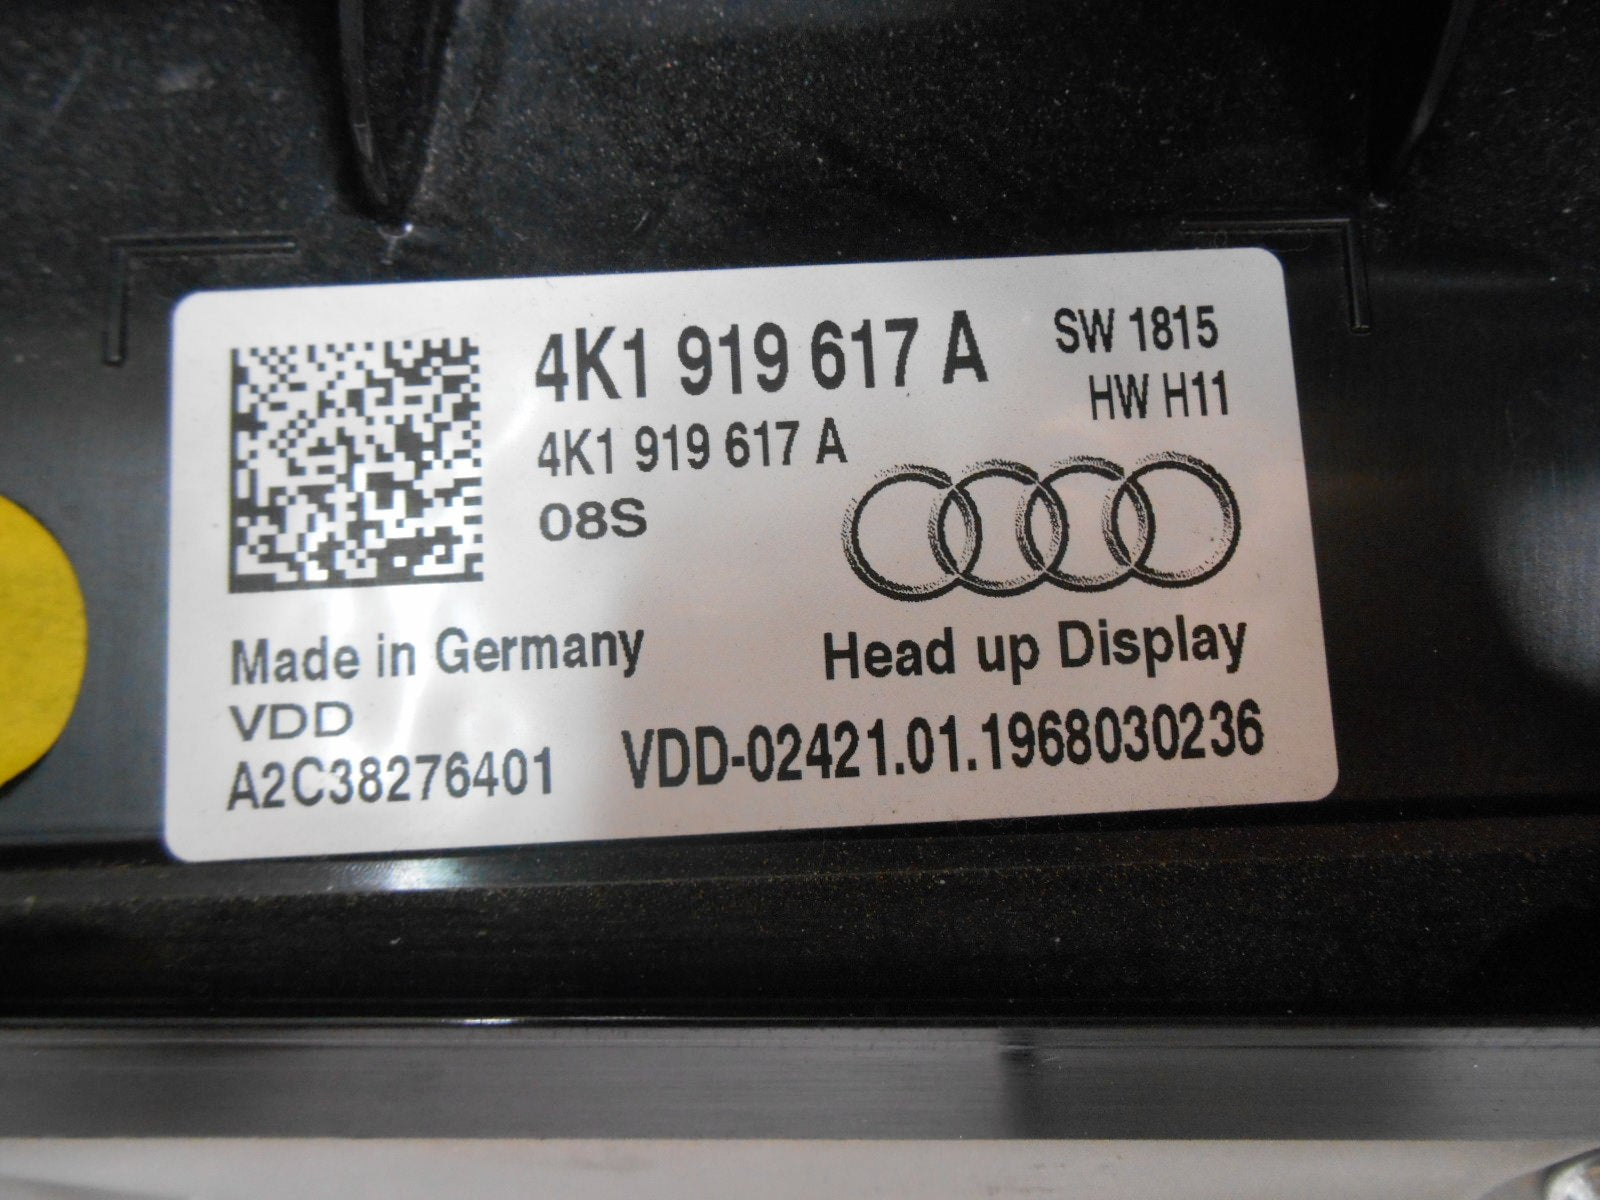 4K1 919 617 A
SW 1815
HW H11
4K1 919 617 A
08S
Made in Germany
Head up Display
VDD
A2C38276401
VDD-02421.01.1968030236